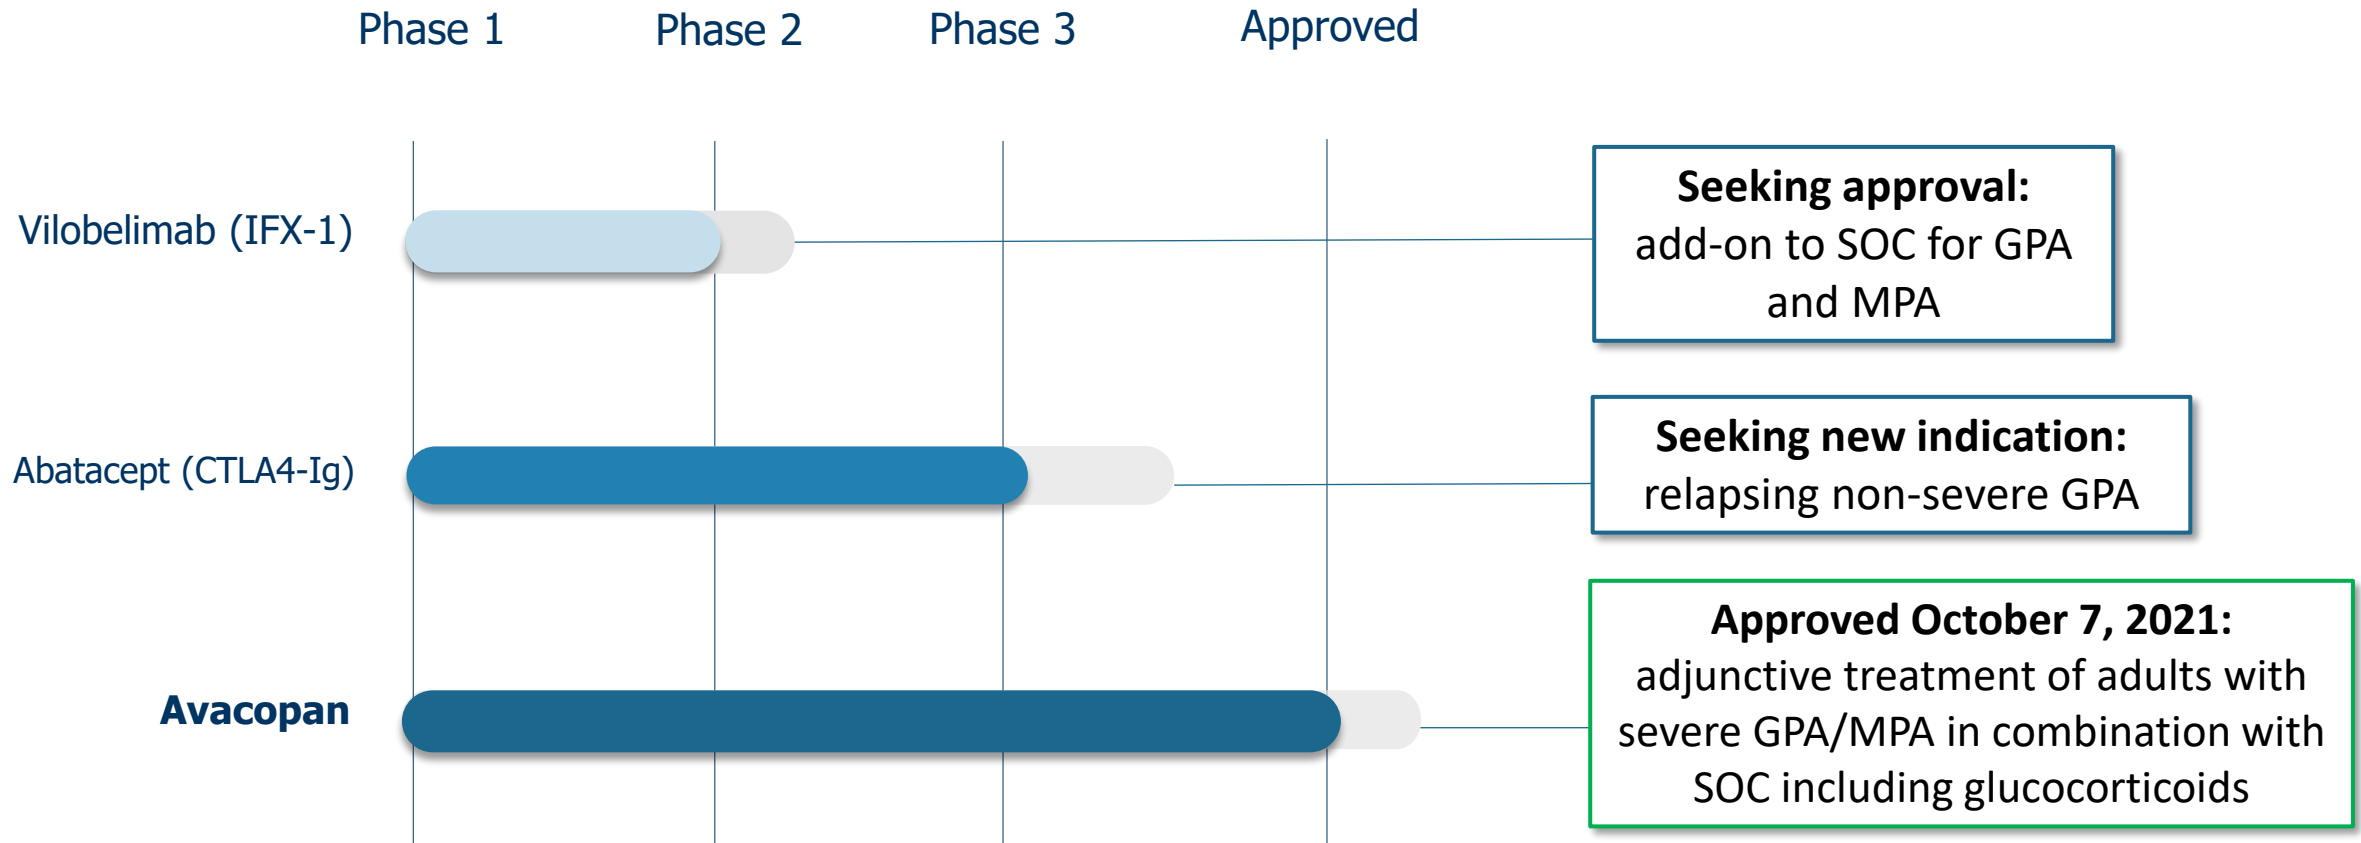 Phase 1 Phase 2 Phase 3 Approved
Vilobelimab (IFX-1)
Seeking approval:
add-on to SOC for GPA
and MPA
Abatacept (CTLA4-Ig)
Seeking new indication:
relapsing non-severe GPA
Avacopan
Approved October 7, 2021:
adjunctive treatment of adults with
severe GPA/MPA in combination with
SOC including glucocorticoids